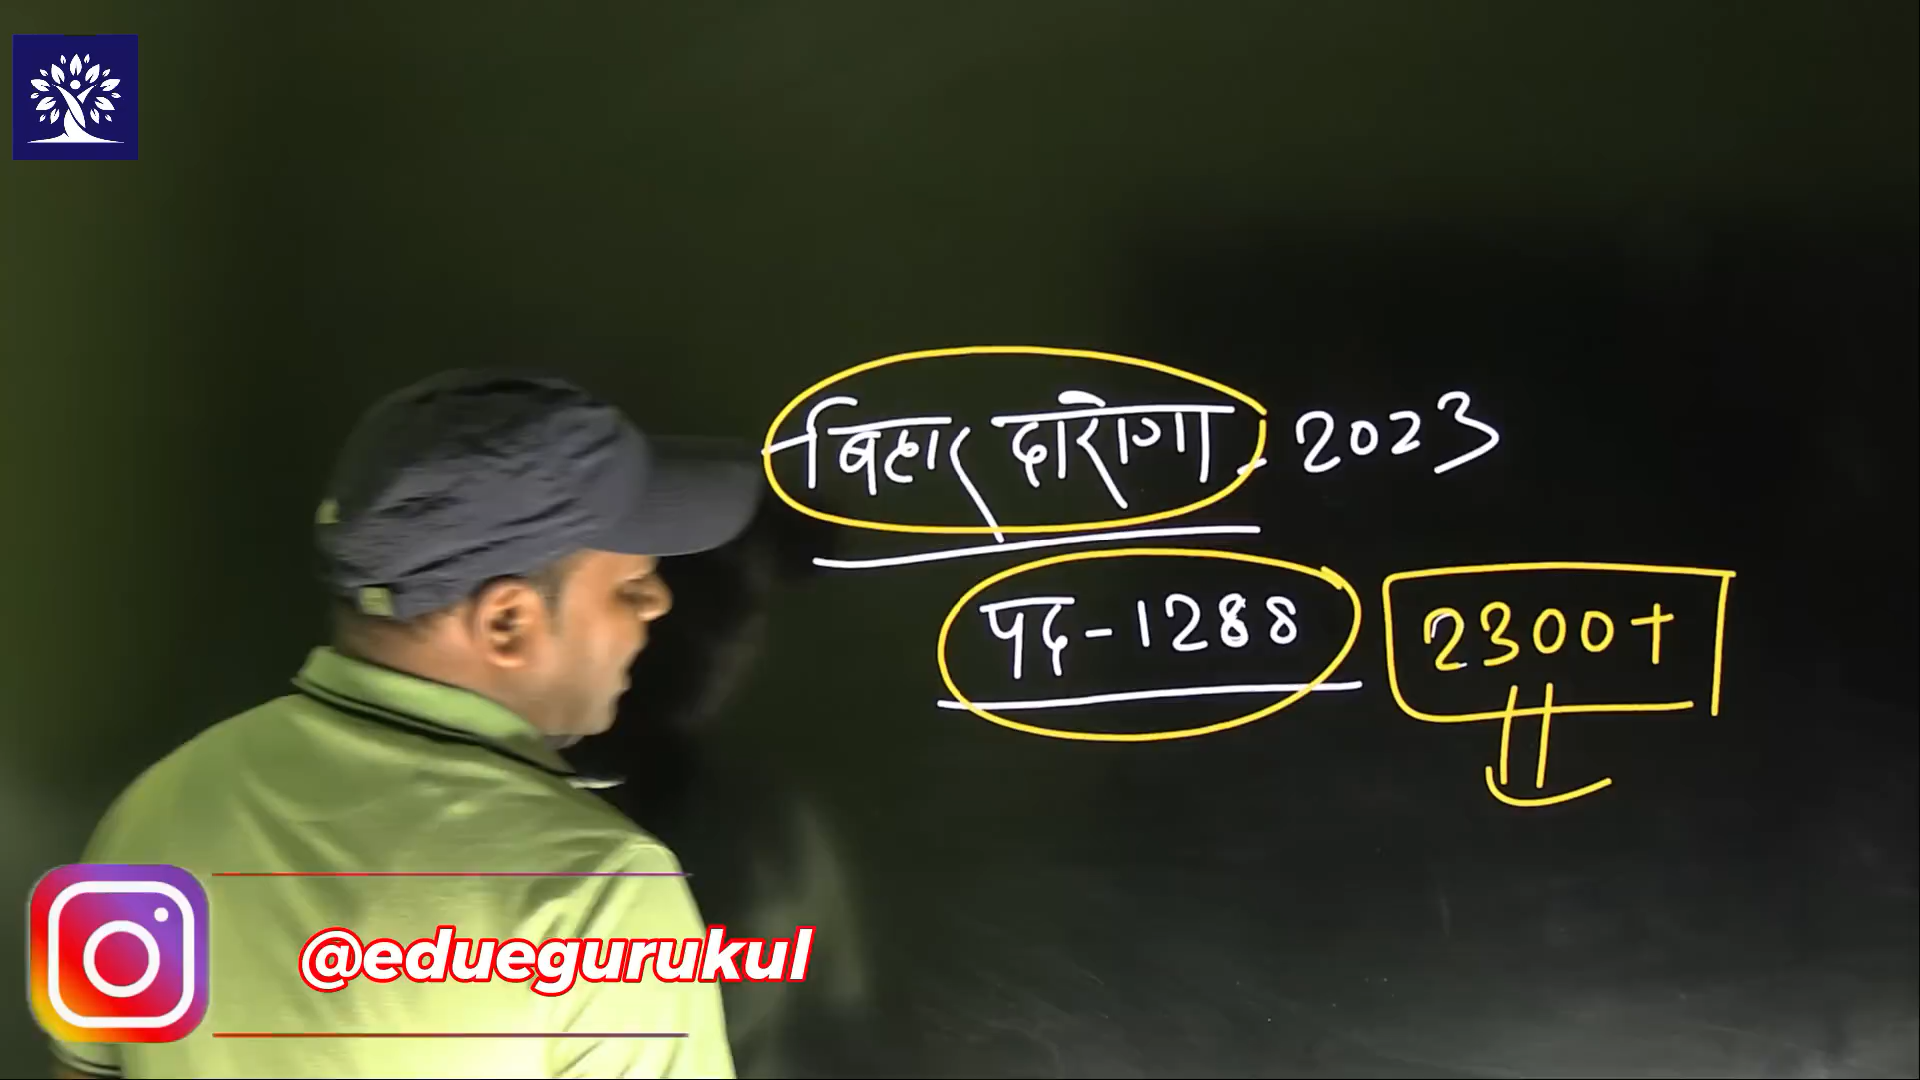 बिहार दारोगा - 2023
पद - 1288
2300+
@eduegurukul